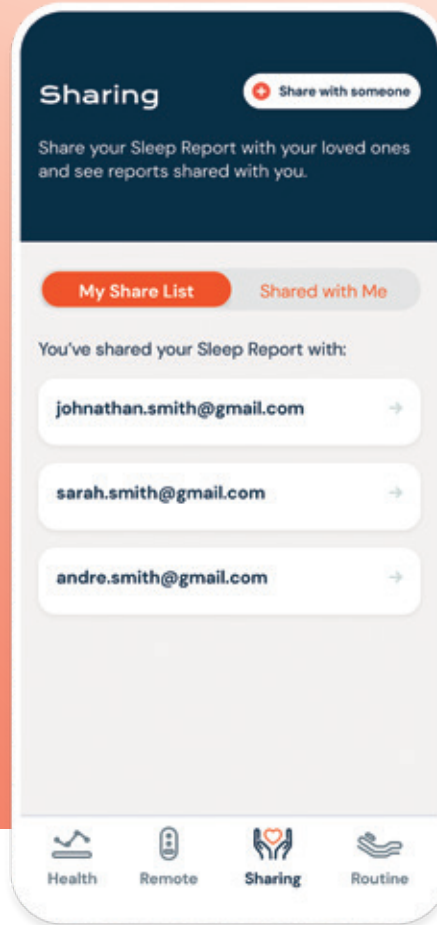 Sharing
Share with someone
Share your Sleep Report with your loved ones
and see reports shared with you.
My Share List
Shared with Me
You've shared your Sleep Report with:
johnathan.smith@gmail.com
sarah.smith@gmail.com
andre.smith@gmail.com
Health
Remote
Sharing
Routine